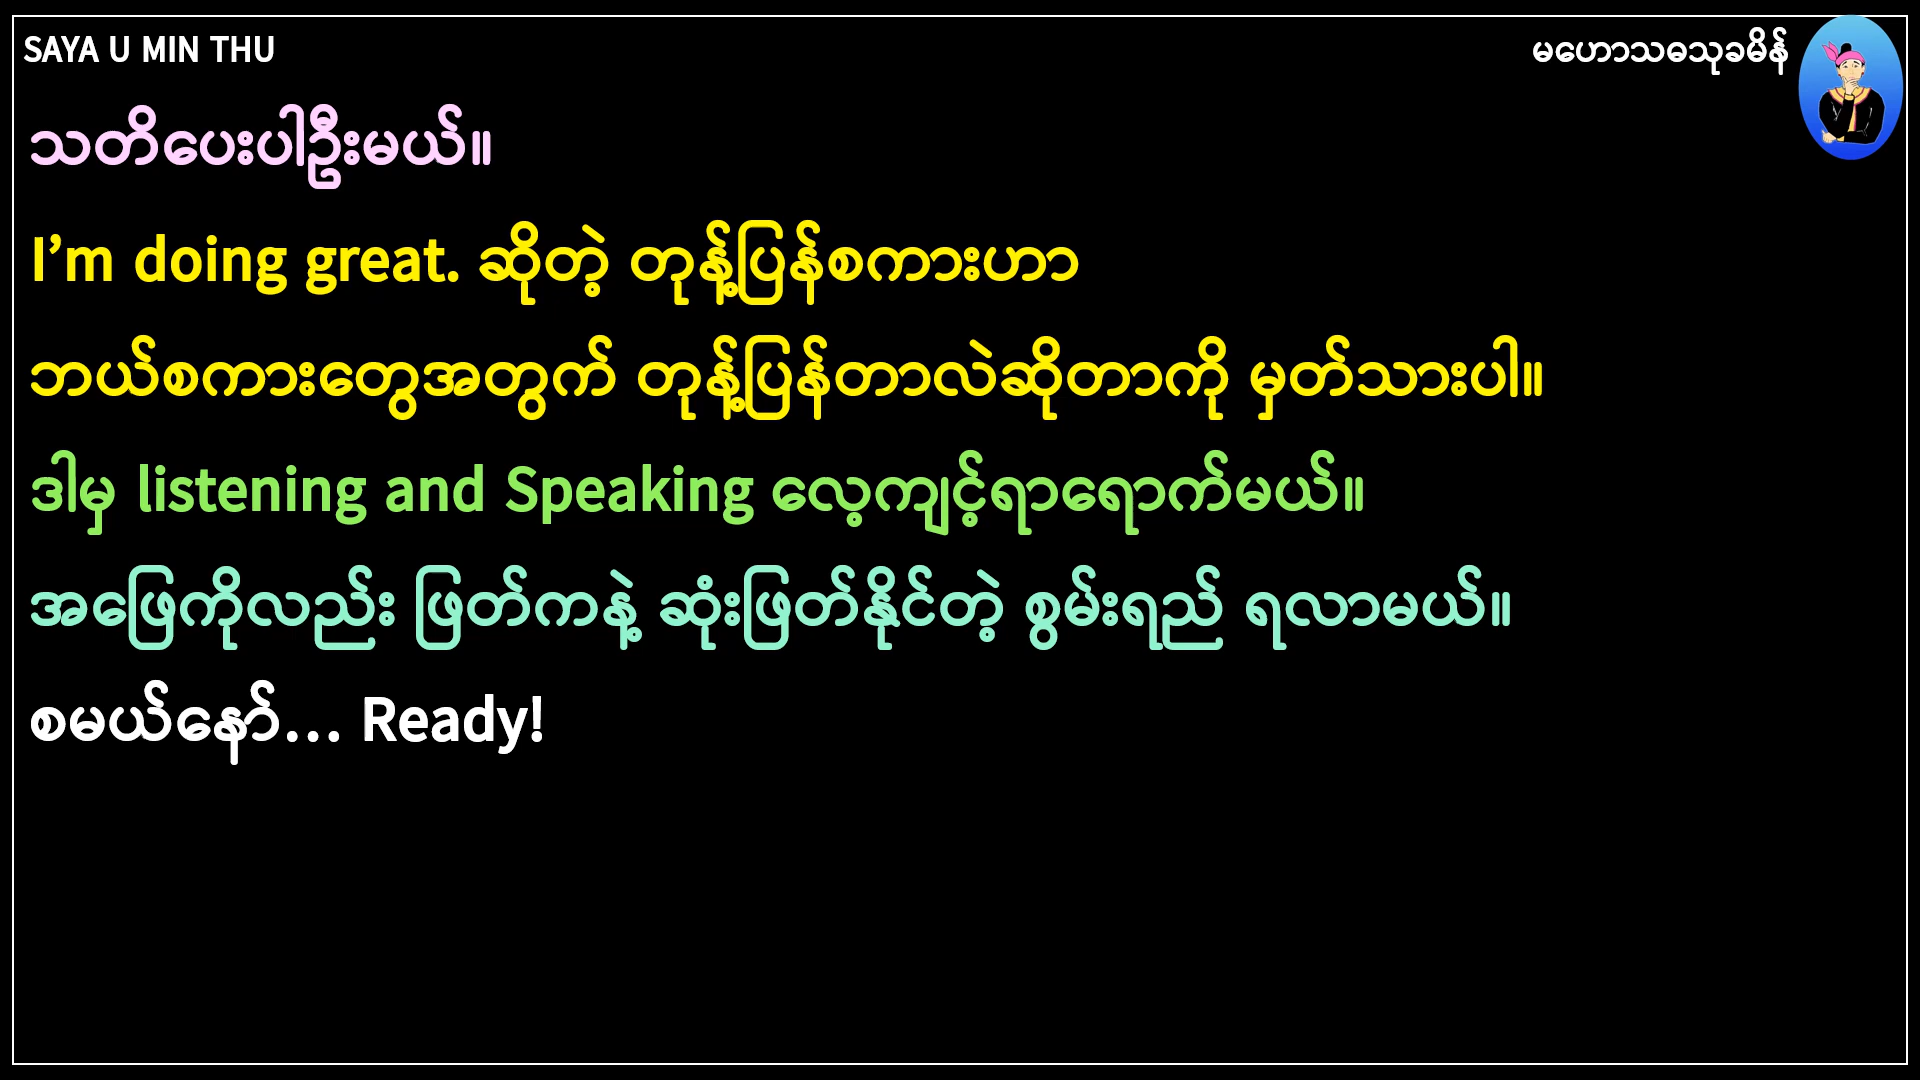 SAYA U MIN THU
မဟောသဓသုခမိန်
သတိပေးပါဦးမယ်။
I’m doing great. ဆိုတဲ့ တုန့်ပြန်စကားဟာ
ဘယ်စကားတွေအတွက် တုန့်ပြန်တာလဲဆိုတာကို မှတ်သားပါ။
ဒါမှ listening and Speaking လေ့ကျင့်ရာရောက်မယ်။
အဖြေကိုလည်း ဖြတ်ကနဲ့ ဆုံးဖြတ်နိုင်တဲ့ စွမ်းရည် ရလာမယ်။
စမယ်နော်… Ready!